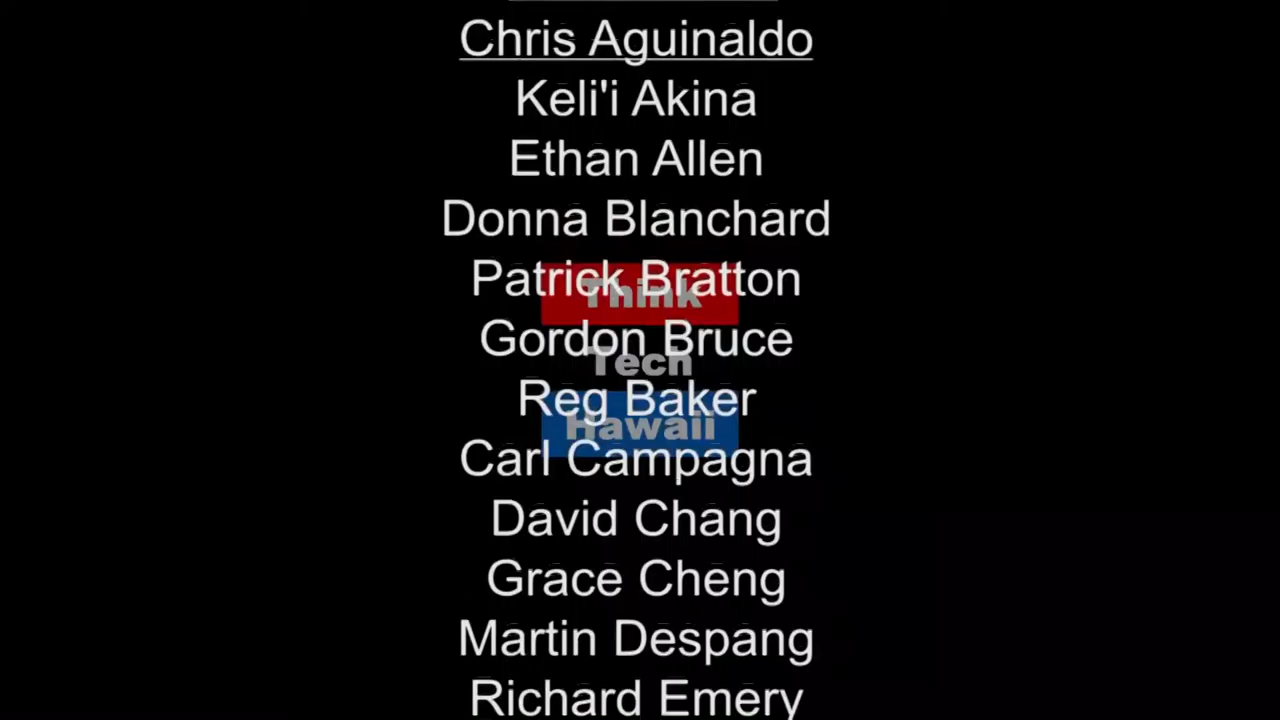 Chris Aguinaldo
Keli'i Akina
Ethan Allen
Donna Blanchard
Patrick Bratton
Think
Gordon Bruce
Tech
Reg Baker
Hawaii
Carl Campagna
David Chang
Grace Cheng
Martin Despang
Richard Emery